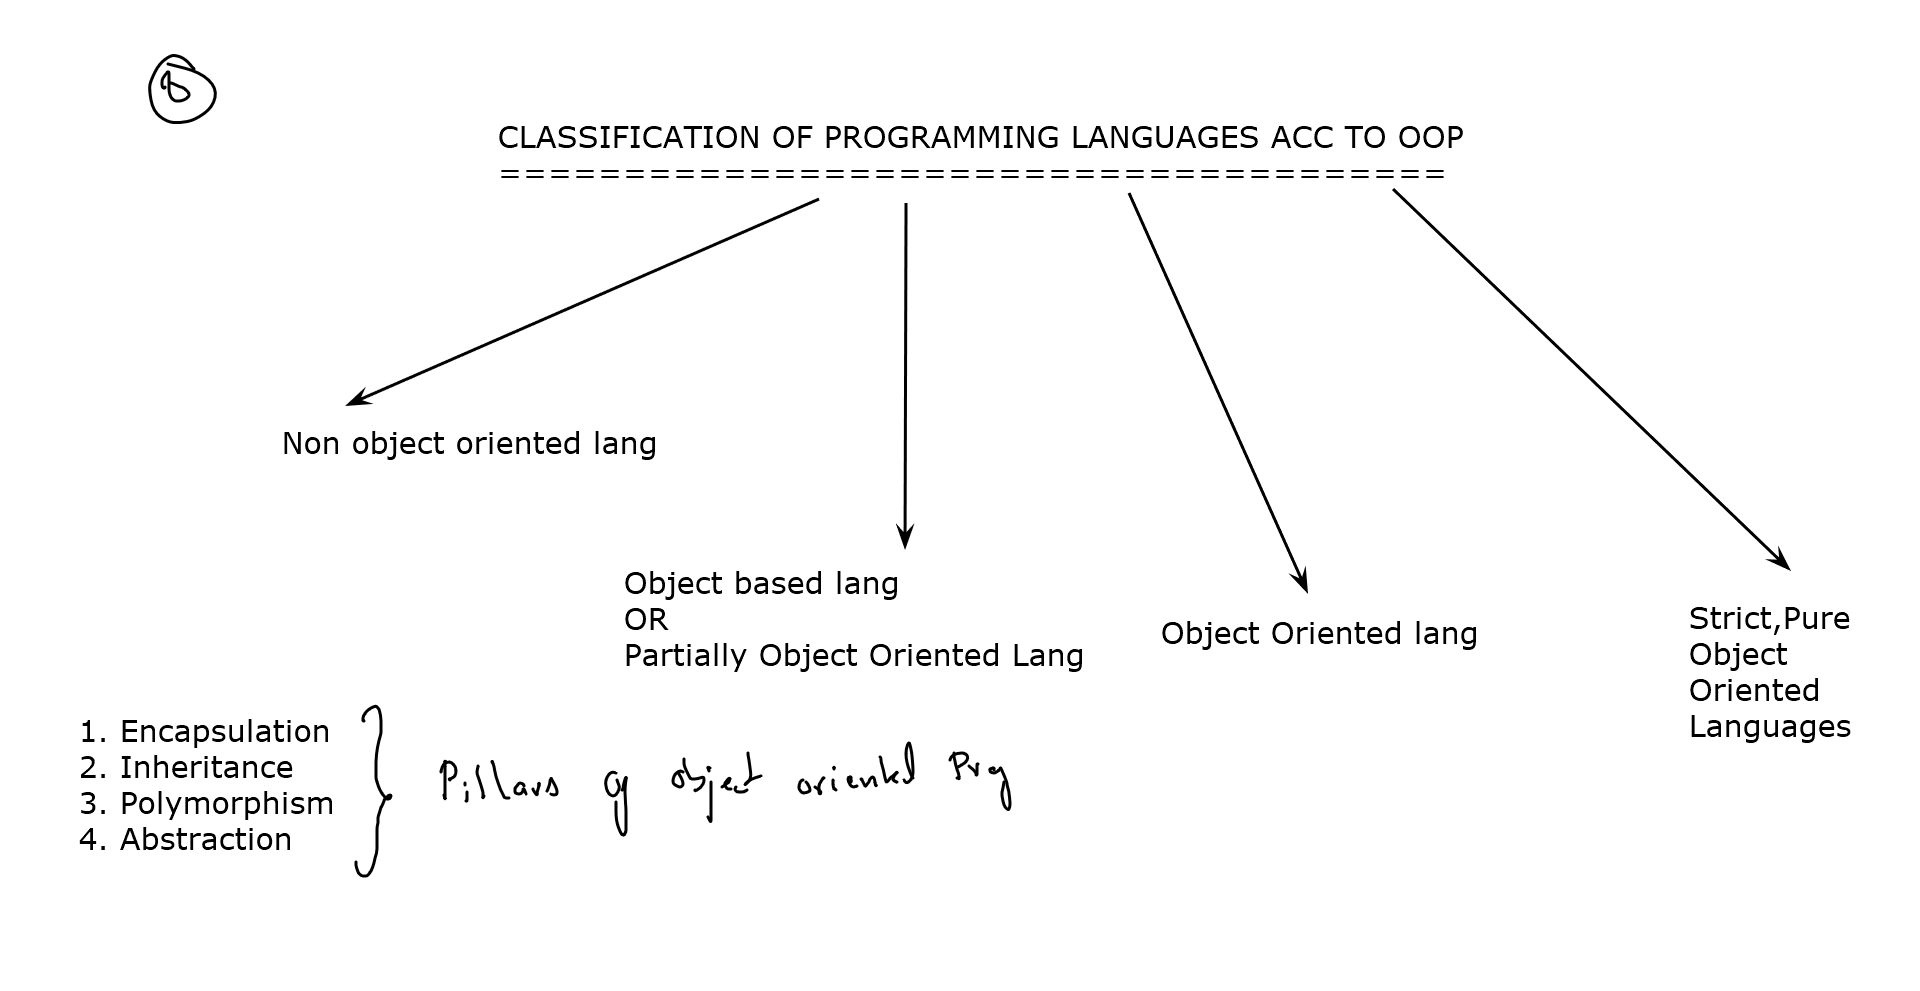 5
CLASSIFICATION OF PROGRAMMING LANGUAGES ACC TO OOP
======================================
Non object oriented lang
Object based lang
OR
Partially Object Oriented Lang
Object Oriented lang
Strict,Pure
Object
Oriented
Languages
1. Encapsulation
2. Inheritance
3. Polymorphism
4. Abstraction
Pillars of object oriented Prg